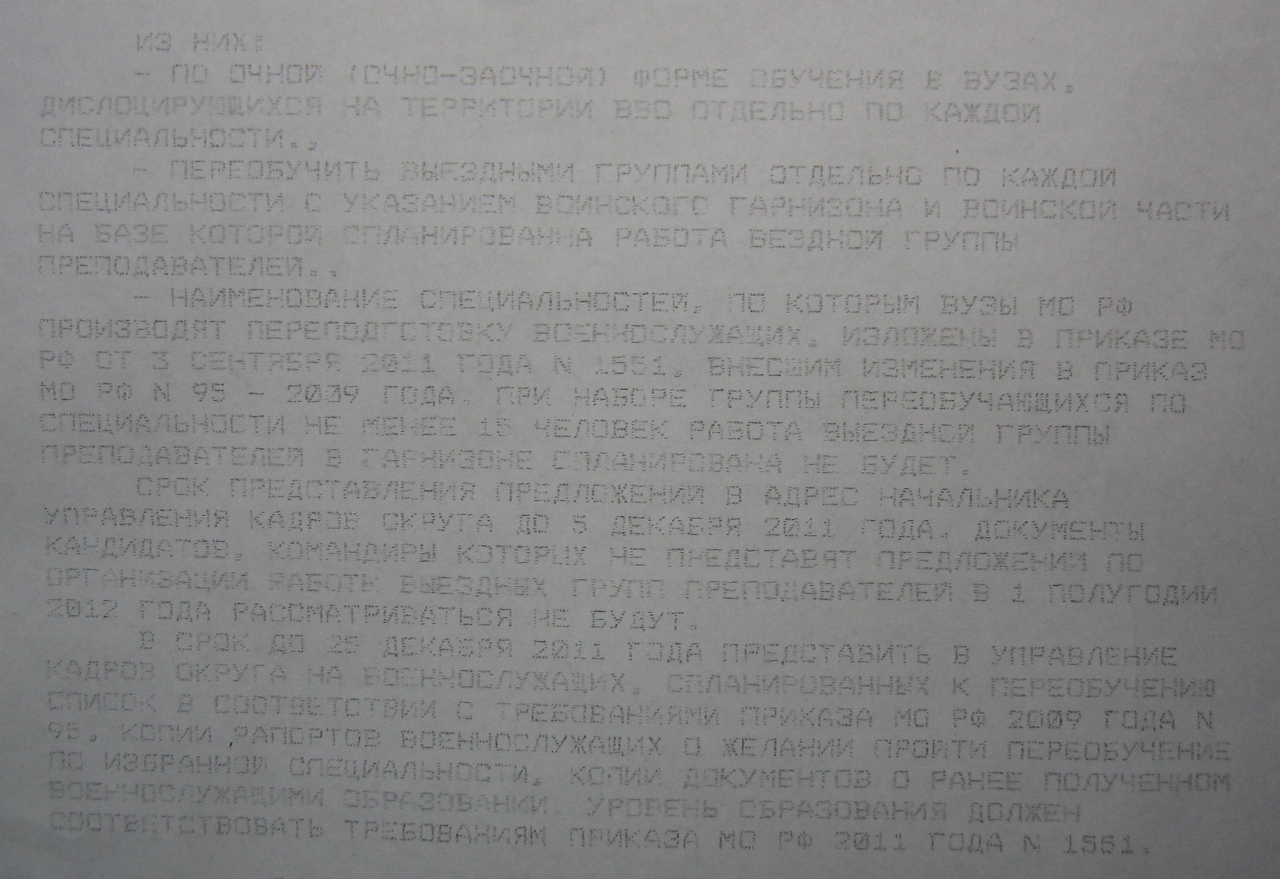 ИЗ НИХ:
- ПО ОЧНОЙ (ОЧНО-ЗАОЧНОЙ) ФОРМЕ ОБУЧЕНИЯ В ВУЗАХ,
ДИСЛОЦИРУЮЩИХСЯ НА ТЕРРИТОРИИ ВВО ОТДЕЛЬНО ПО КАЖДОЙ
СПЕЦИАЛЬНОСТИ.,
- ПЕРЕОБУЧИТЬ ВЫЕЗДНЫМИ ГРУППАМИ ОТДЕЛЬНО ПО КАЖДОЙ
СПЕЦИАЛЬНОСТИ С УКАЗАНИЕМ ВОИНСКОГО ГАРНИЗОНА И ВОИНСКОЙ ЧАСТИ
НА БАЗЕ КОТОРОЙ СПЛАНИРОВАННА РАБОТА ВЕЗДНОЙ ГРУППЫ
ПРЕПОДАВАТЕЛЕЙ..
- НАИМЕНОВАНИЕ СПЕЦИАЛЬНОСТЕЙ, ПО КОТОРЫМ ВУЗЫ МО РФ
ПРОИЗВОДЯТ ПЕРЕПОДГОТОВКУ ВОЕННОСЛУЖАЩИХ, ИЗЛОЖЕНЫ В ПРИКАЗЕ МО
РФ ОТ 3 СЕНТЯБРЯ 2011 ГОДА N 1551, ВНЕСШИМ ИЗМЕНЕНИЯ В ПРИКАЗ
МО РФ N 95 - 2009 ГОДА. ПРИ НАБОРЕ ГРУППЫ ПЕРЕОБУЧАЮЩИХСЯ ПО
СПЕЦИАЛЬНОСТИ НЕ МЕНЕЕ 15 ЧЕЛОВЕК РАБОТА ВЫЕЗДНОЙ ГРУППЫ
ПРЕПОДАВАТЕЛЕЙ В ГАРНИЗОНЕ СПЛАНИРОВАНА НЕ БУДЕТ.
СРОК ПРЕДСТАВЛЕНИЯ ПРЕДЛОЖЕНИЙ В АДРЕС НАЧАЛЬНИКА
УПРАВЛЕНИЯ КАДРОВ ОКРУГА ДО 5 ДЕКАБРЯ 2011 ГОДА. ДОКУМЕНТЫ
КАНДИДАТОВ, КОМАНДИРЫ КОТОРЫХ НЕ ПРЕДСТАВЯТ ПРЕДЛОЖЕНИЙ ПО
ОРГАНИЗАЦИИ РАБОТЫ ВЫЕЗДНЫХ ГРУПП ПРЕПОДАВАТЕЛЕЙ В 1 ПОЛУГОДИИ
2012 ГОДА РАССМАТРИВАТЬСЯ НЕ БУДУТ.
В СРОК ДО 25 ДЕКАБРЯ 2011 ГОДА ПРЕДСТАВИТЬ В УПРАВЛЕНИЕ
КАДРОВ ОКРУГА НА ВОЕННОСЛУЖАЩИХ, СПЛАНИРОВАННЫХ К ПЕРЕОБУЧЕНИЮ
СПИСОК В СООТВЕТСТВИИ С ТРЕБОВАНИЯМИ ПРИКАЗА МО РФ 2009 ГОДА N
95, КОПИИ РАПОРТОВ ВОЕННОСЛУЖАЩИХ О ЖЕЛАНИИ ПРОЙТИ ПЕРЕОБУЧЕНИЕ
ПО ИЗБРАННОЙ СПЕЦИАЛЬНОСТИ, КОПИИ ДОКУМЕНТОВ О РАНЕЕ ПОЛУЧЕННОМ
ВОЕННОСЛУЖАЩИМИ ОБРАЗОВАНИИ. УРОВЕНЬ ОБРАЗОВАНИЯ ДОЛЖЕН
СООТВЕТСТВОВАТЬ ТРЕБОВАНИЯМ ПРИКАЗА МО РФ 2011 ГОДА N 1551.